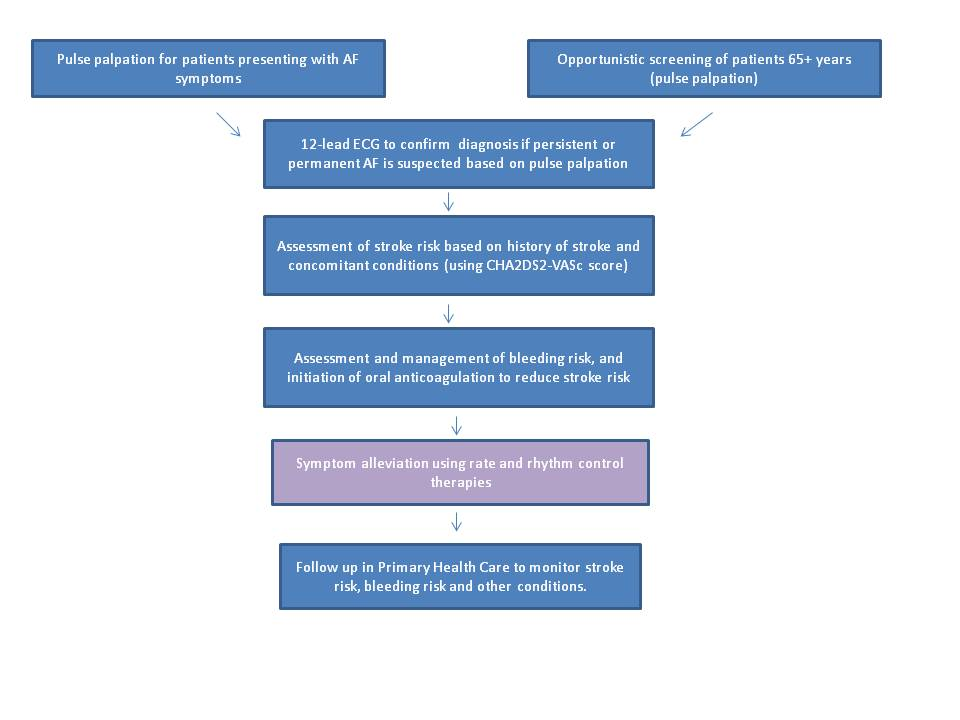 Pulse palpation for patients presenting with AF
symptoms
Opportunistic screening of patients 65+ years
(pulse palpation)
12-lead ECG to confirm diagnosis if persistent or
permanent AF is suspected based on pulse palpation
Assessment of stroke risk based on history of stroke and
concomitant conditions (using CHA2DS2-VASc score)
Assessment and management of bleeding risk, and
initiation of oral anticoagulation to reduce stroke risk
Symptom alleviation using rate and rhythm control
therapies
Follow up in Primary Health Care to monitor stroke
risk, bleeding risk and other conditions.